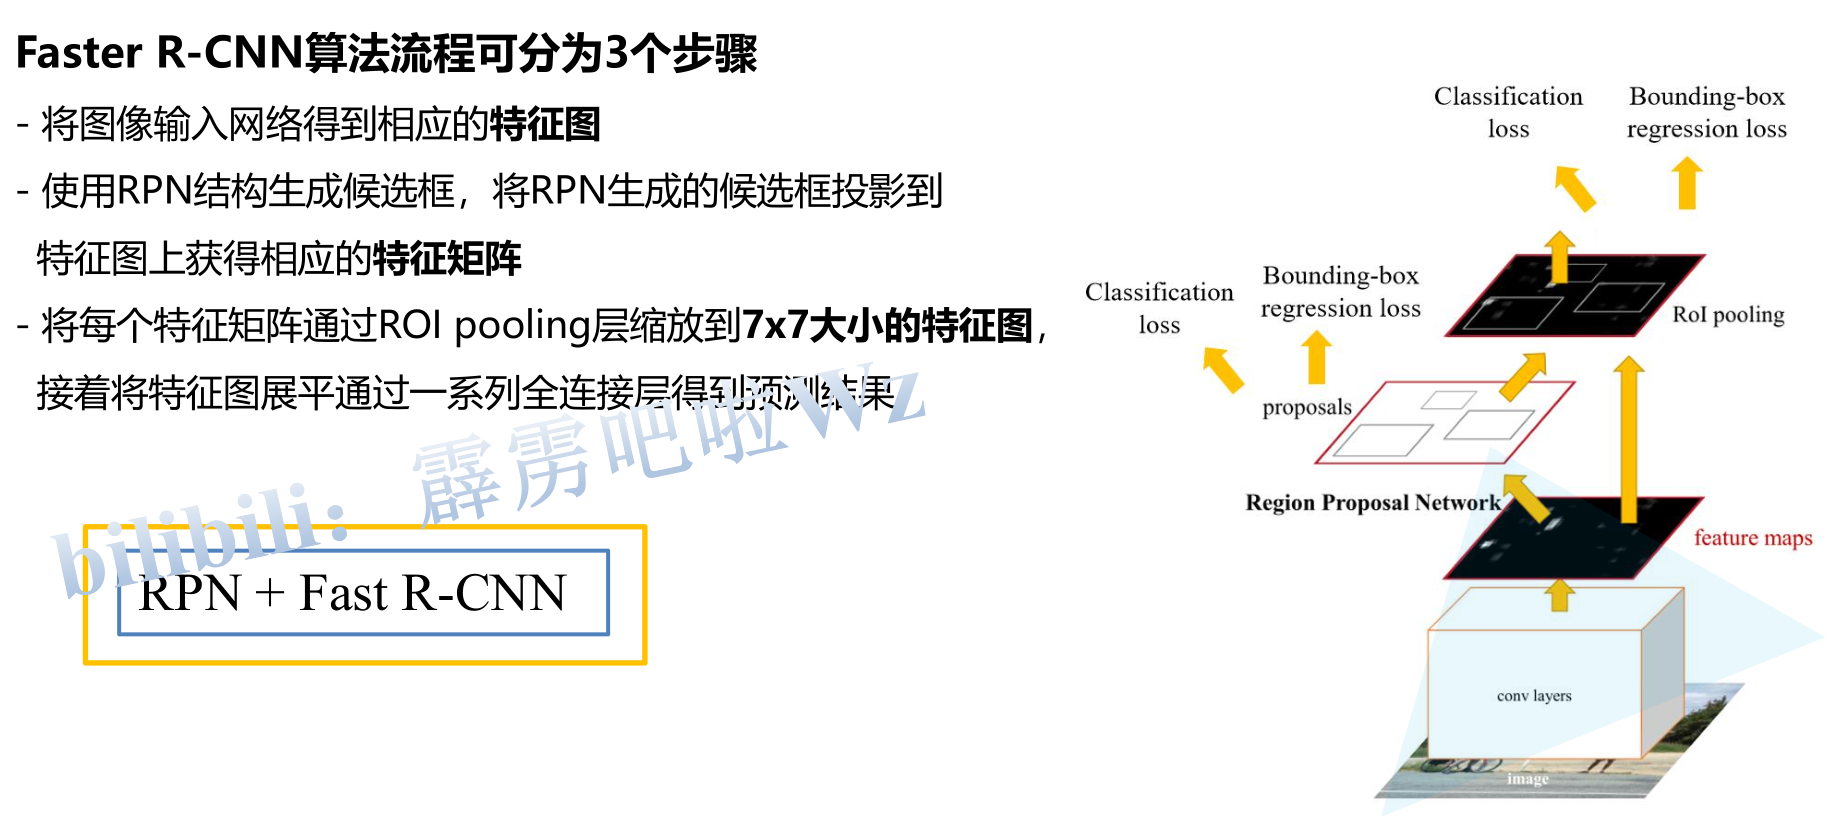 Faster R-CNN算法流程可分为3个步骤
- 将图像输入网络得到相应的特征图
- 使用RPN结构生成候选框，将RPN生成的候选框投影到
特征图上获得相应的特征矩阵
- 将每个特征矩阵通过ROI pooling层缩放到7x7大小的特征图，
接着将特征图展平通过一系列全连接层得到预测结果
bilibili：霹雳吧啦Wz
RPN + Fast R-CNN
Classification
loss
Bounding-box
regression loss
RoI pooling
Classification
loss
Bounding-box
regression loss
proposals
Region Proposal Network
feature maps
conv layers
image